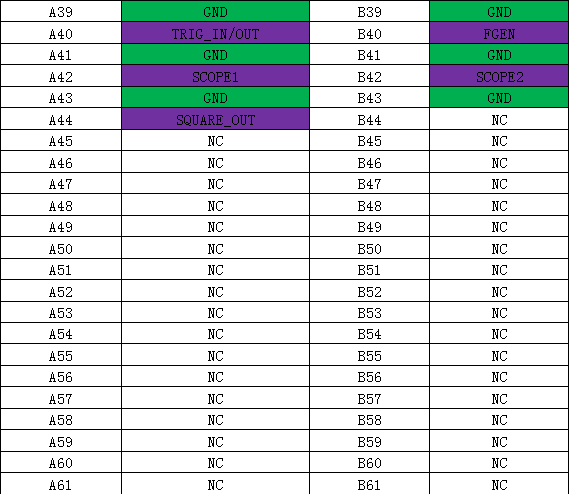 A39 GND B39 GND
A40 TRIG_IN/OUT B40 FGEN
A41 GND B41 GND
A42 SCOPE1 B42 SCOPE2
A43 GND B43 GND
A44 SQUARE_OUT B44 NC
A45 NC B45 NC
A46 NC B46 NC
A47 NC B47 NC
A48 NC B48 NC
A49 NC B49 NC
A50 NC B50 NC
A51 NC B51 NC
A52 NC B52 NC
A53 NC B53 NC
A54 NC B54 NC
A55 NC B55 NC
A56 NC B56 NC
A57 NC B57 NC
A58 NC B58 NC
A59 NC B59 NC
A60 NC B60 NC
A61 NC B61 NC